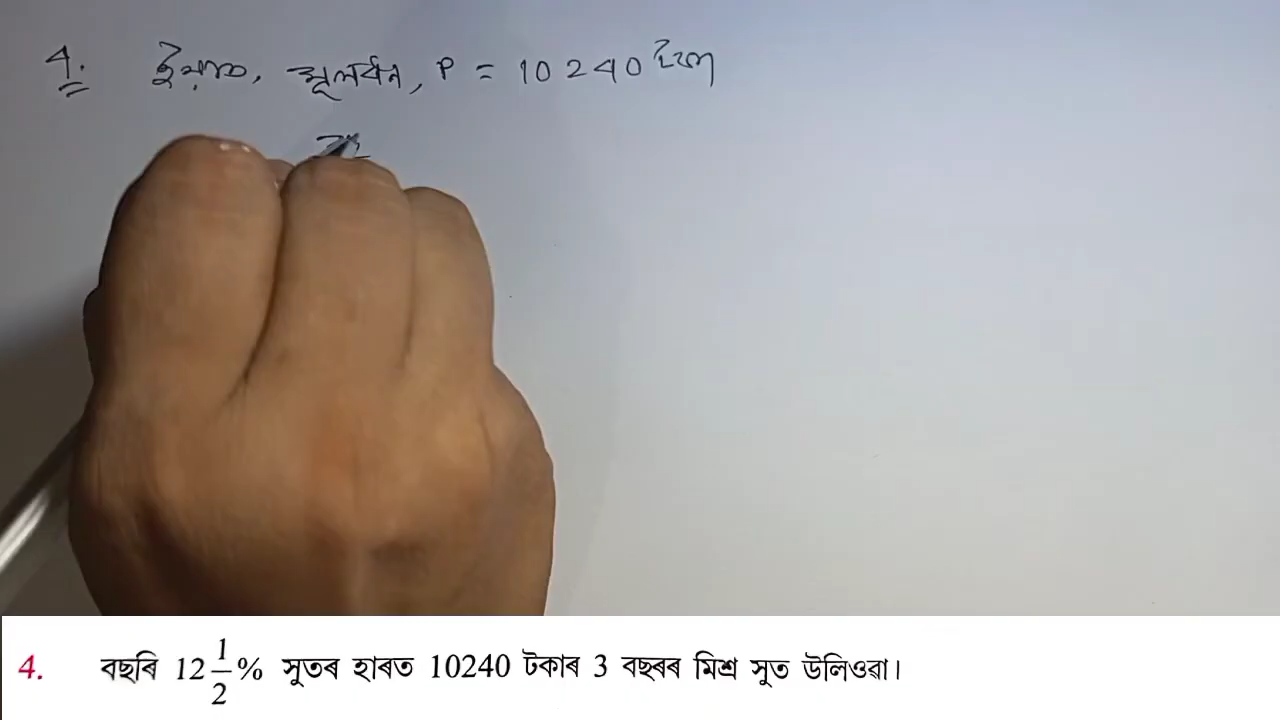 4. ইয়াত, মূলধন, P = 10240 টকা
4. বছৰি 12 1/2 % সুতৰ হাৰত 10240 টকাৰ 3 বছৰৰ মিশ্ৰ সুত উলিওৱা।